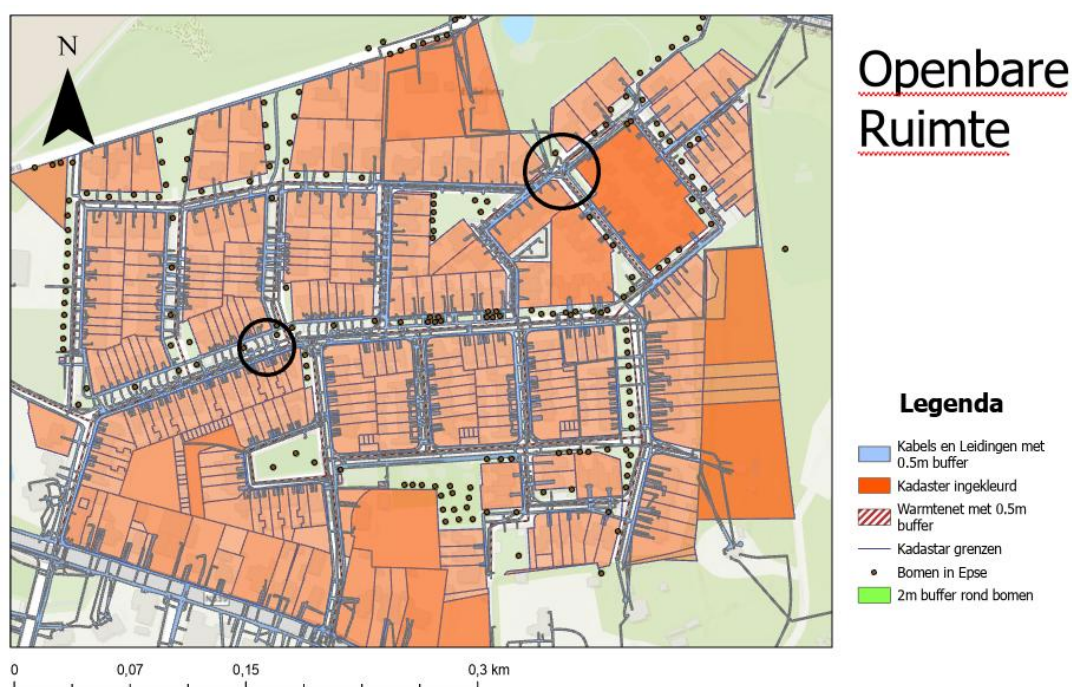 N
Openbare
Ruimte
Legenda
Kabels en Leidingen met
0.5m buffer
Kadaster ingekleurd
Warmtenet met 0.5m
buffer
Kadastar grenzen
Bomen in Epse
2m buffer rond bomen
0 0,07 0,15 0,3 km